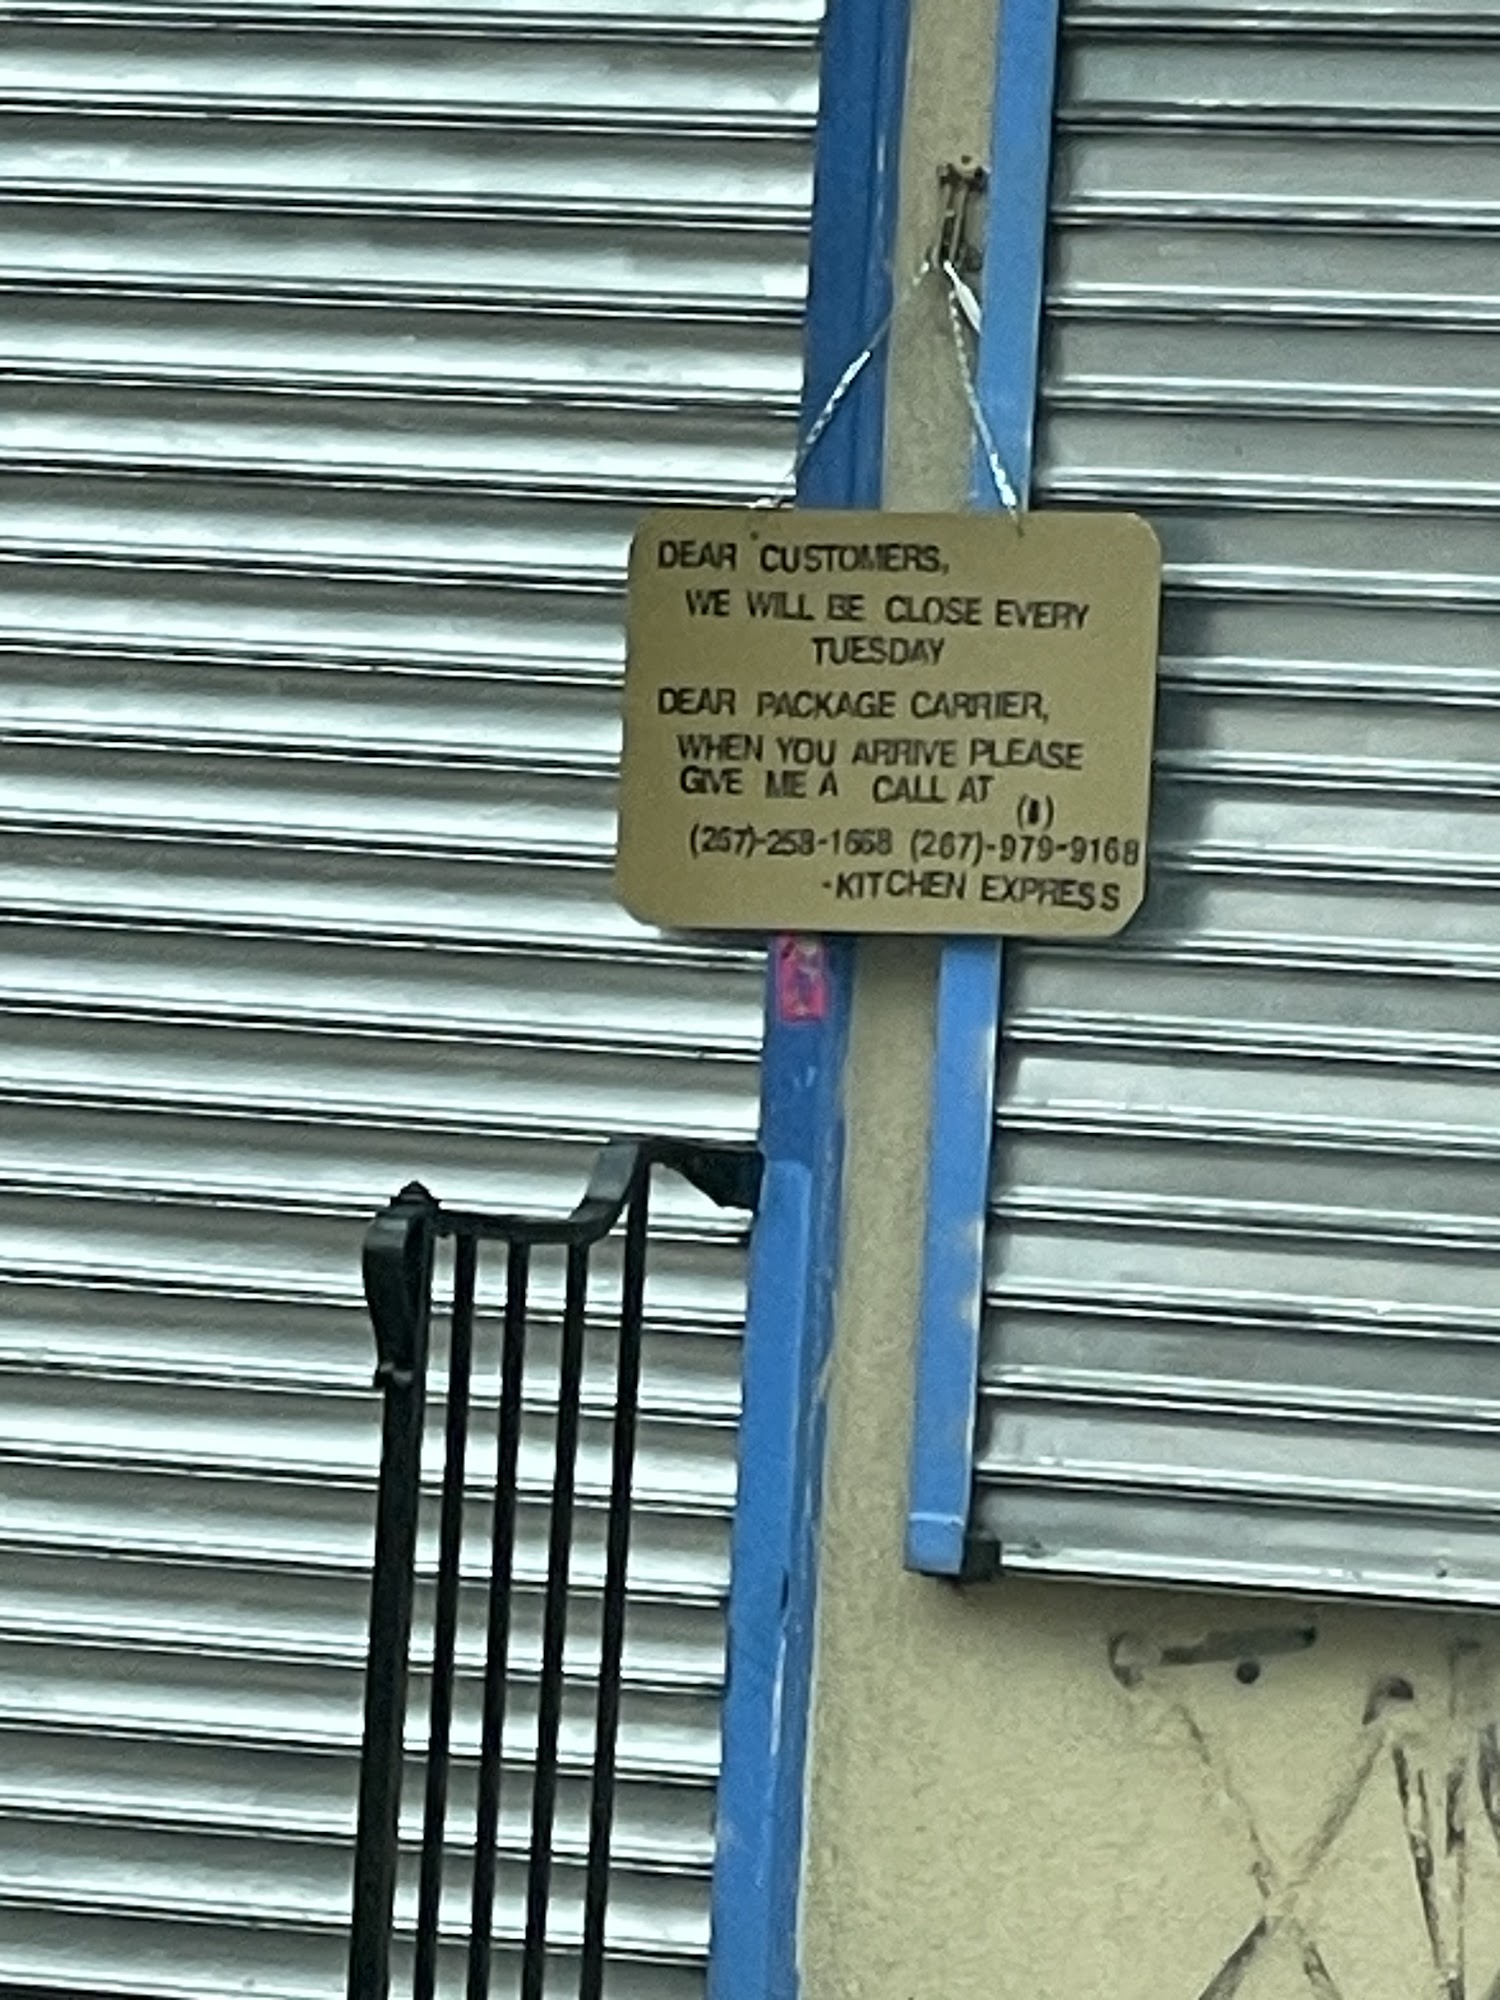 DEAR CUSTOMERS,
WE WILL BE CLOSE EVERY
TUESDAY
DEAR PACKAGE CARRIER,
WHEN YOU ARRIVE PLEASE
GIVE ME A CALL AT
(267)-258-1668 (267)-979-9168
-KITCHEN EXPRESS